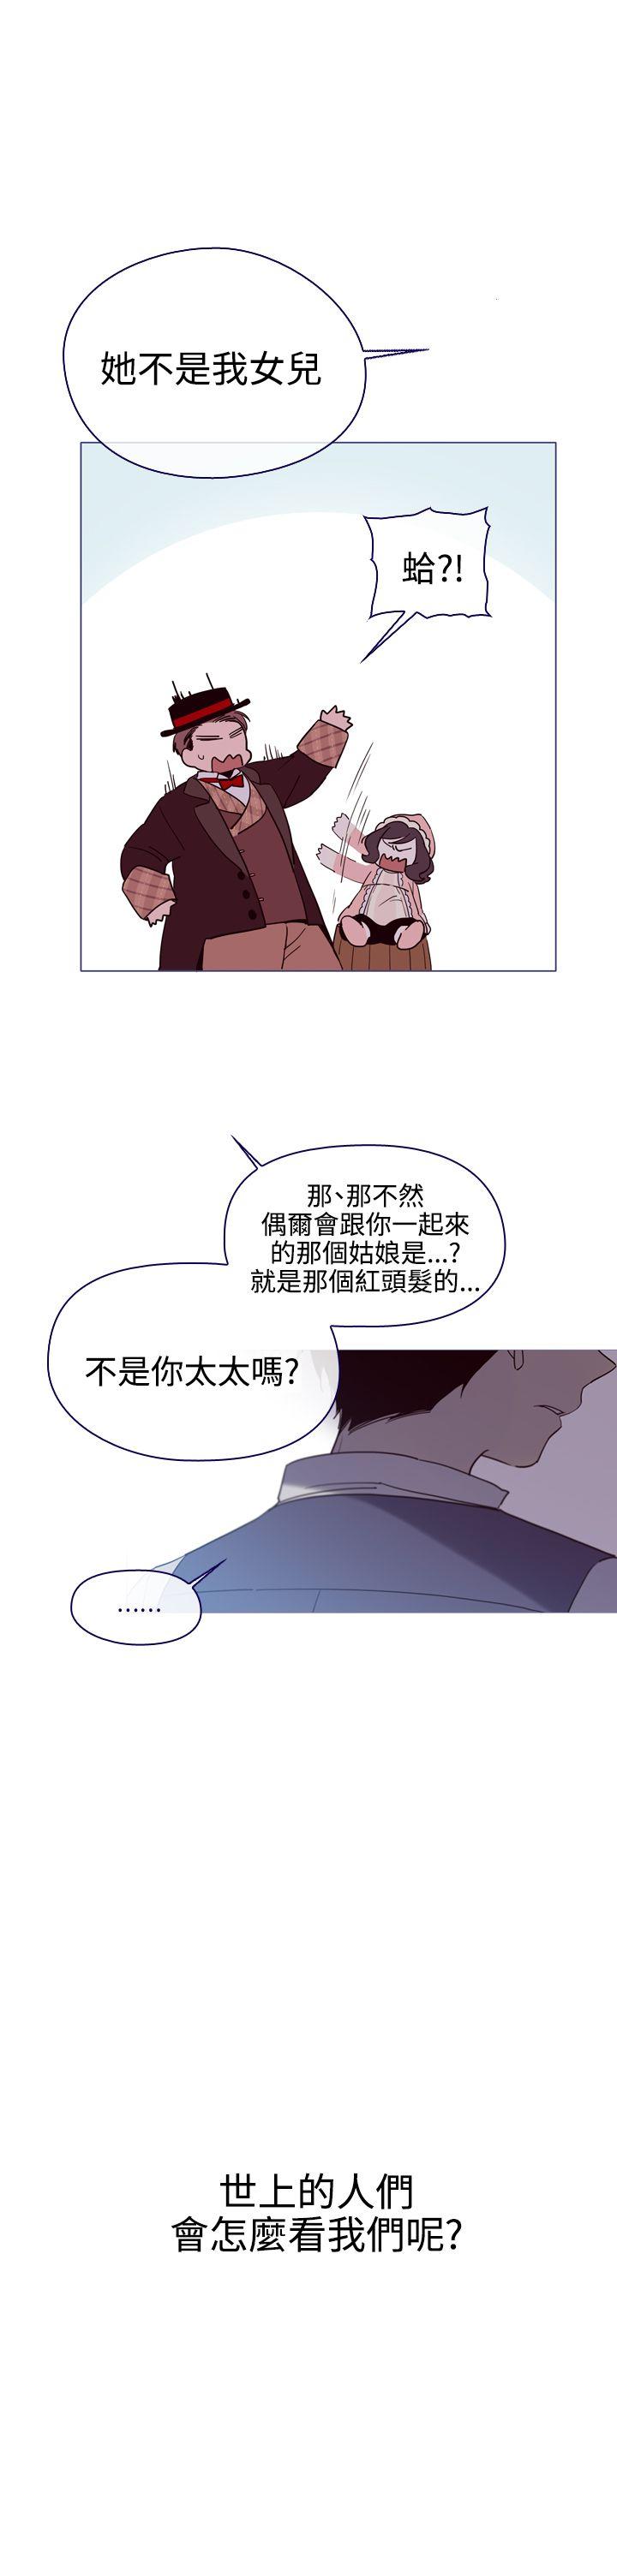 她不是我女兒
蛤?!
那、那不然
偶爾會跟你一起來
的那個姑娘是...?
就是那個紅頭髮的...
不是你太太嗎?
......
世上的人們
會怎麼看我們呢?